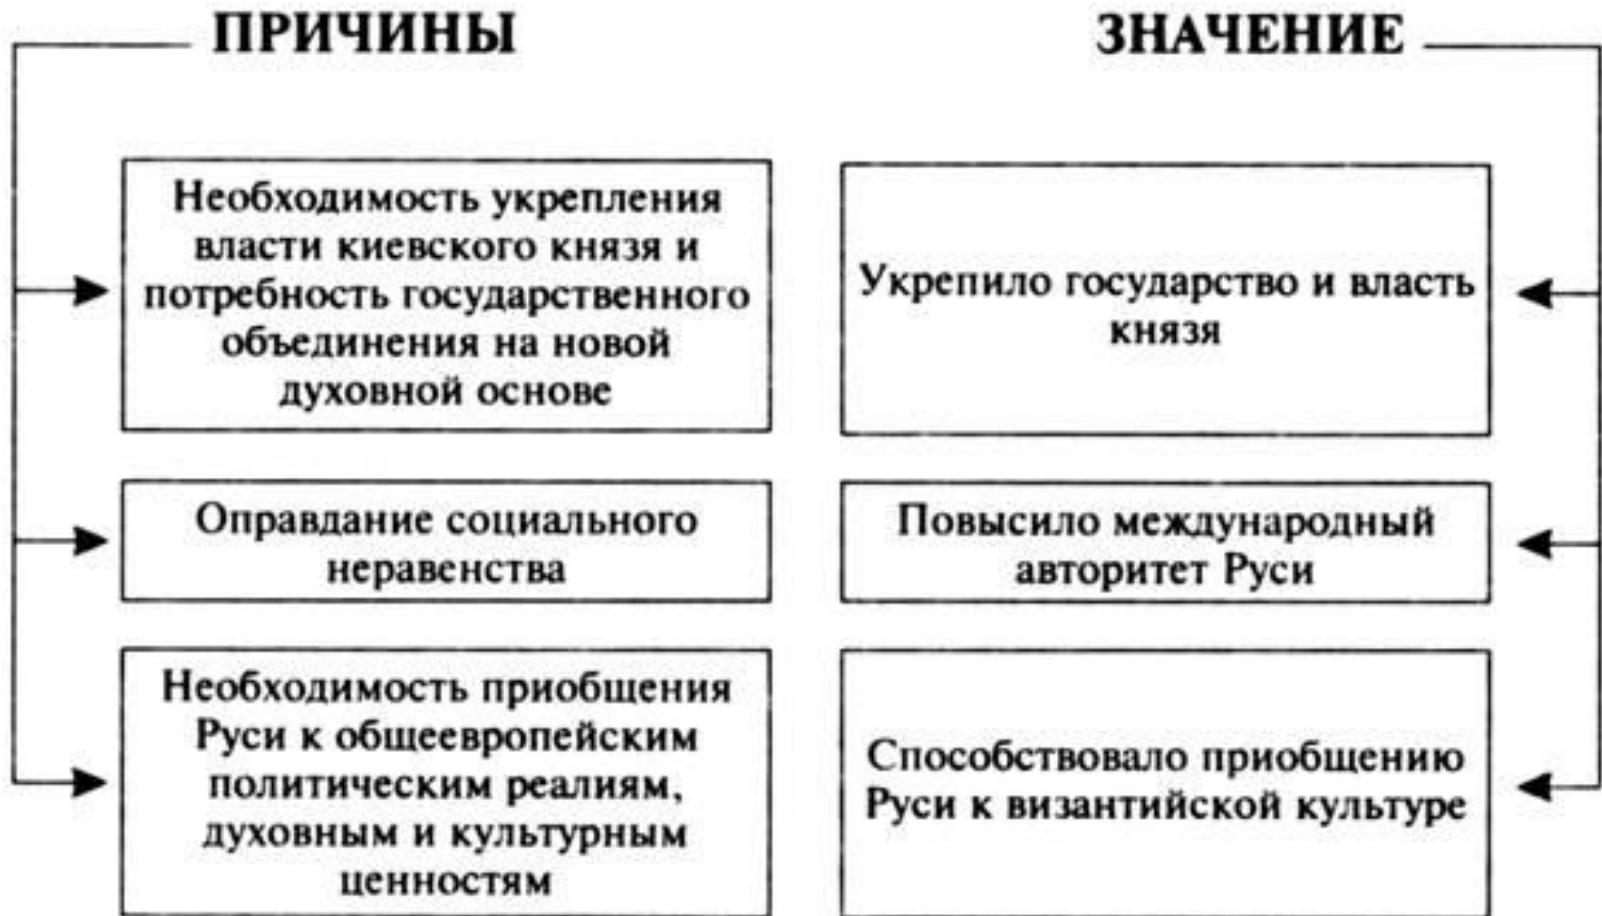 ПРИЧИНЫ
Необходимость укрепления
власти киевского князя и
потребность государственного
объединения на новой
духовной основе
Оправдание социального
неравенства
Необходимость приобщения
Руси к общеевропейским
политическим реалиям,
духовным и культурным
ценностям
ЗНАЧЕНИЕ
Укрепило государство и власть
князя
Повысило международный
авторитет Руси
Способствовало приобщению
Руси к византийской культуре